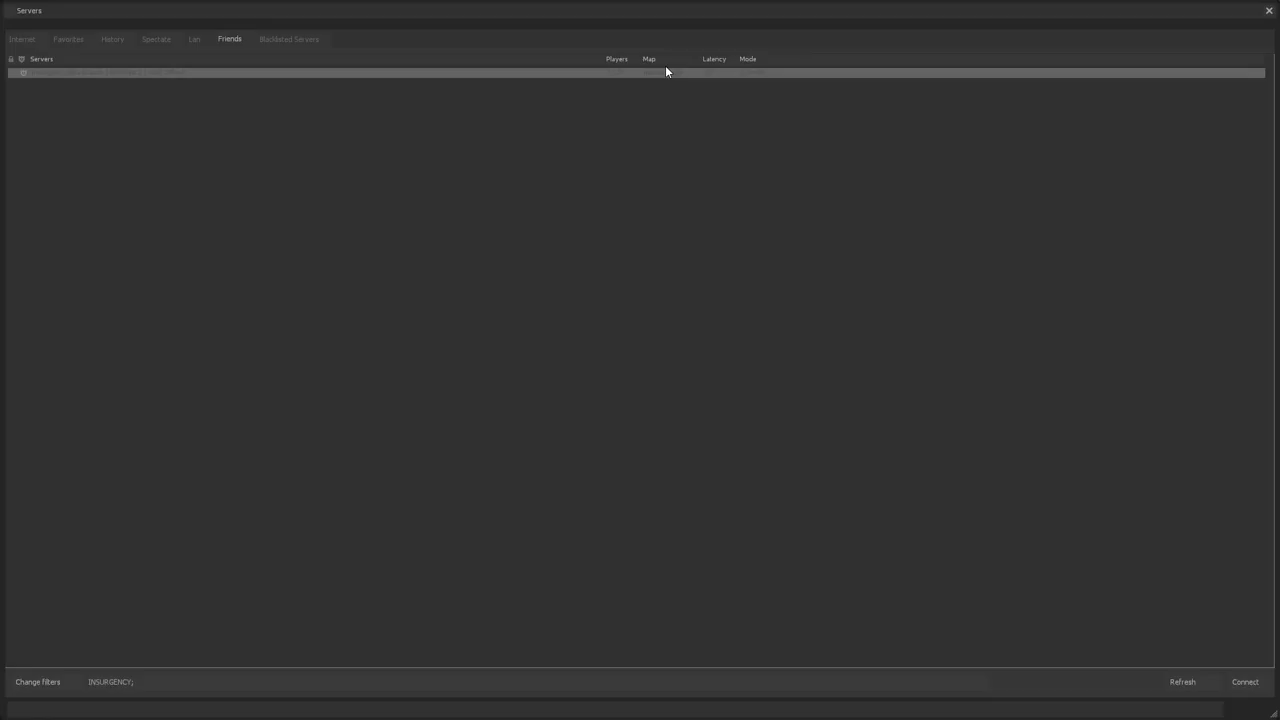 Servers
Internet Favorites History Spectate Lan Friends Blacklisted Servers
Servers Players Map Latency Mode
Change filters INSURGENCY; Refresh Connect